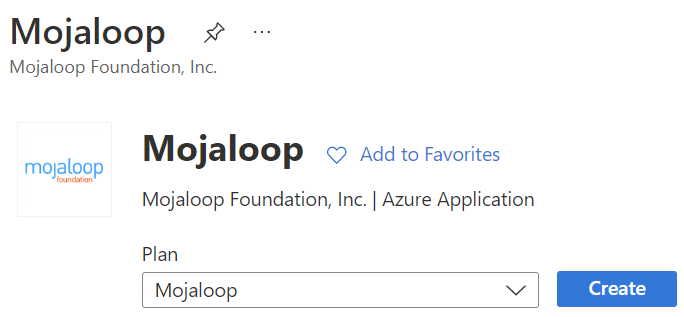 Mojaloop ...
Mojaloop Foundation, Inc.
mojaloop
foundation
Mojaloop
Add to Favorites
Mojaloop Foundation, Inc. | Azure Application
Plan
Mojaloop
Create